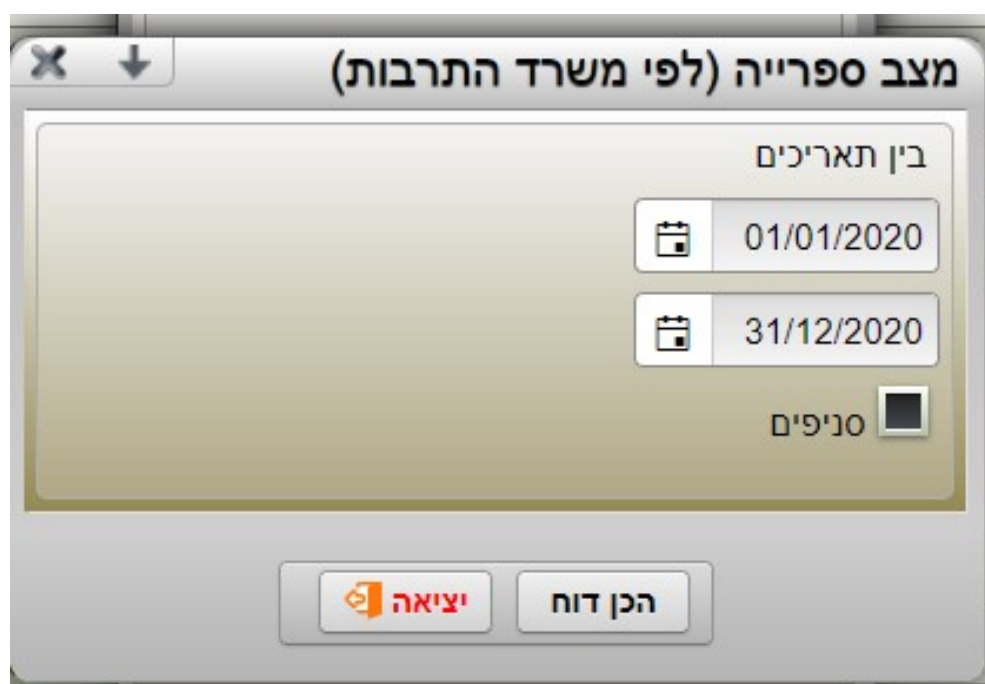 מצב ספרייה (לפי משרד התרבות)
בין תאריכים
01/01/2020
31/12/2020
סניפים
הכן דוח
יציאה